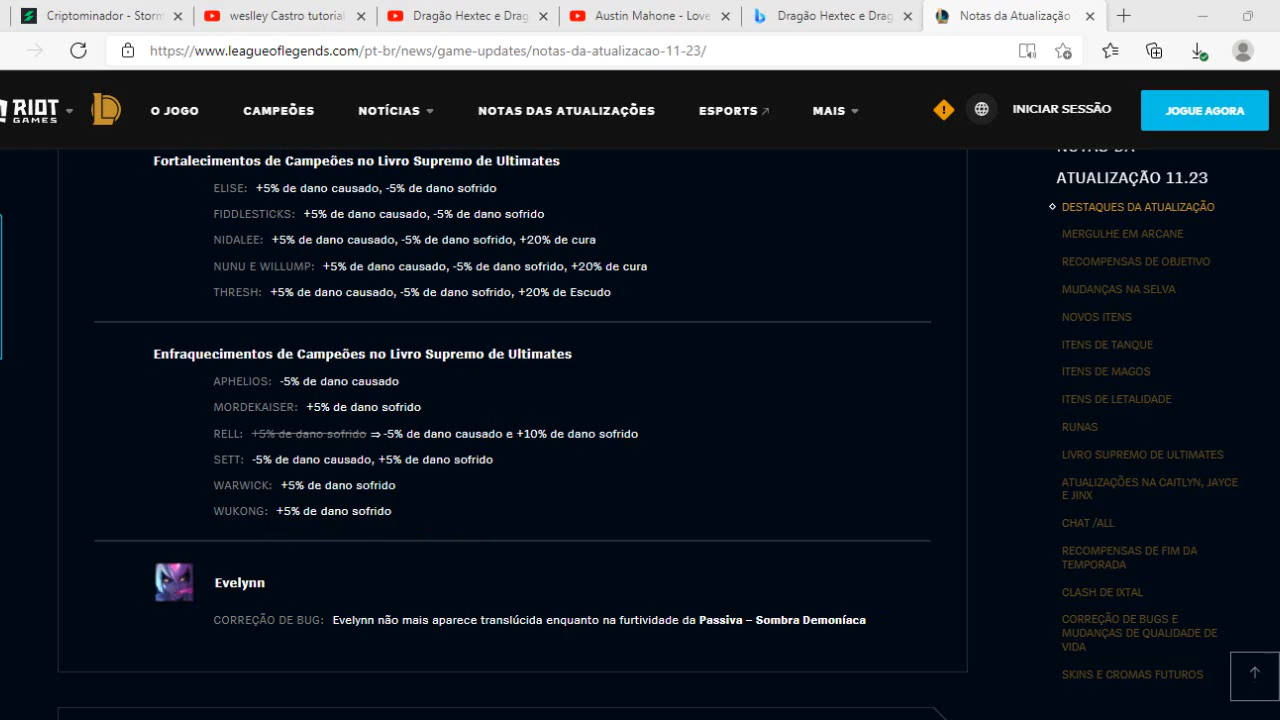 Criptominador - Storm
weslley Castro tutorial
Dragão Hextec e Drag
Austin Mahone - Love
Dragão Hextec e Drag
Notas da Atualização
https://www.leagueoflegends.com/pt-br/news/game-updates/notas-da-atualizacao-11-23/
RIOT GAMES
O JOGO
CAMPEÕES
NOTÍCIAS
NOTAS DAS ATUALIZAÇÕES
ESPORTS
MAIS
INICIAR SESSÃO
JOGUE AGORA
Fortalecimentos de Campeões no Livro Supremo de Ultimates
ELISE: +5% de dano causado, -5% de dano sofrido
FIDDLESTICKS: +5% de dano causado, -5% de dano sofrido
NIDALEE: +5% de dano causado, -5% de dano sofrido, +20% de cura
NUNU E WILLUMP: +5% de dano causado, -5% de dano sofrido, +20% de cura
THRESH: +5% de dano causado, -5% de dano sofrido, +20% de Escudo
Enfraquecimentos de Campeões no Livro Supremo de Ultimates
APHELIOS: -5% de dano causado
MORDEKAISER: +5% de dano sofrido
RELL: +5% de dano sofrido ⇒ -5% de dano causado e +10% de dano sofrido
SETT: -5% de dano causado, +5% de dano sofrido
WARWICK: +5% de dano sofrido
WUKONG: +5% de dano sofrido
Evelynn
CORREÇÃO DE BUG: Evelynn não mais aparece translúcida enquanto na furtividade da Passiva – Sombra Demoníaca
NOTAS DA
ATUALIZAÇÃO 11.23
DESTAQUES DA ATUALIZAÇÃO
MERGULHE EM ARCANE
RECOMPENSAS DE OBJETIVO
MUDANÇAS NA SELVA
NOVOS ITENS
ITENS DE TANQUE
ITENS DE MAGOS
ITENS DE LETALIDADE
RUNAS
LIVRO SUPREMO DE ULTIMATES
ATUALIZAÇÕES NA CAITLYN, JAYCE
E JINX
CHAT /ALL
RECOMPENSAS DE FIM DA
TEMPORADA
CLASH DE IXTAL
CORREÇÃO DE BUGS E
MUDANÇAS DE QUALIDADE DE
VIDA
SKINS E CROMAS FUTUROS